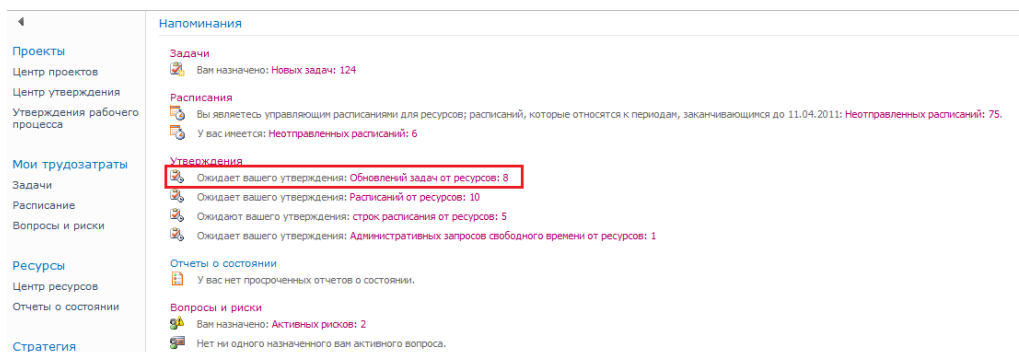 Напоминания
Проекты
Центр проектов
Центр утверждения
Утверждения рабочего
процесса
Мои трудозатраты
Задачи
Расписание
Вопросы и риски
Ресурсы
Центр ресурсов
Отчеты о состоянии
Стратегия
Задачи
Вам назначено: Новых задач: 124
Расписания
Вы являетесь управляющим расписаниями для ресурсов; расписаний, которые относятся к периодам, заканчивающимся до 11.04.2011: Неотправленных расписаний: 75.
У вас имеется: Неотправленных расписаний: 6
Утверждения
Ожидает вашего утверждения: Обновлений задач от ресурсов: 8
Ожидает вашего утверждения: Расписаний от ресурсов: 10
Ожидают вашего утверждения: строк расписания от ресурсов: 5
Ожидает вашего утверждения: Административных запросов свободного времени от ресурсов: 1
Отчеты о состоянии
У вас нет просроченных отчетов о состоянии.
Вопросы и риски
Вам назначено: Активных рисков: 2
Нет ни одного назначенного вам активного вопроса.